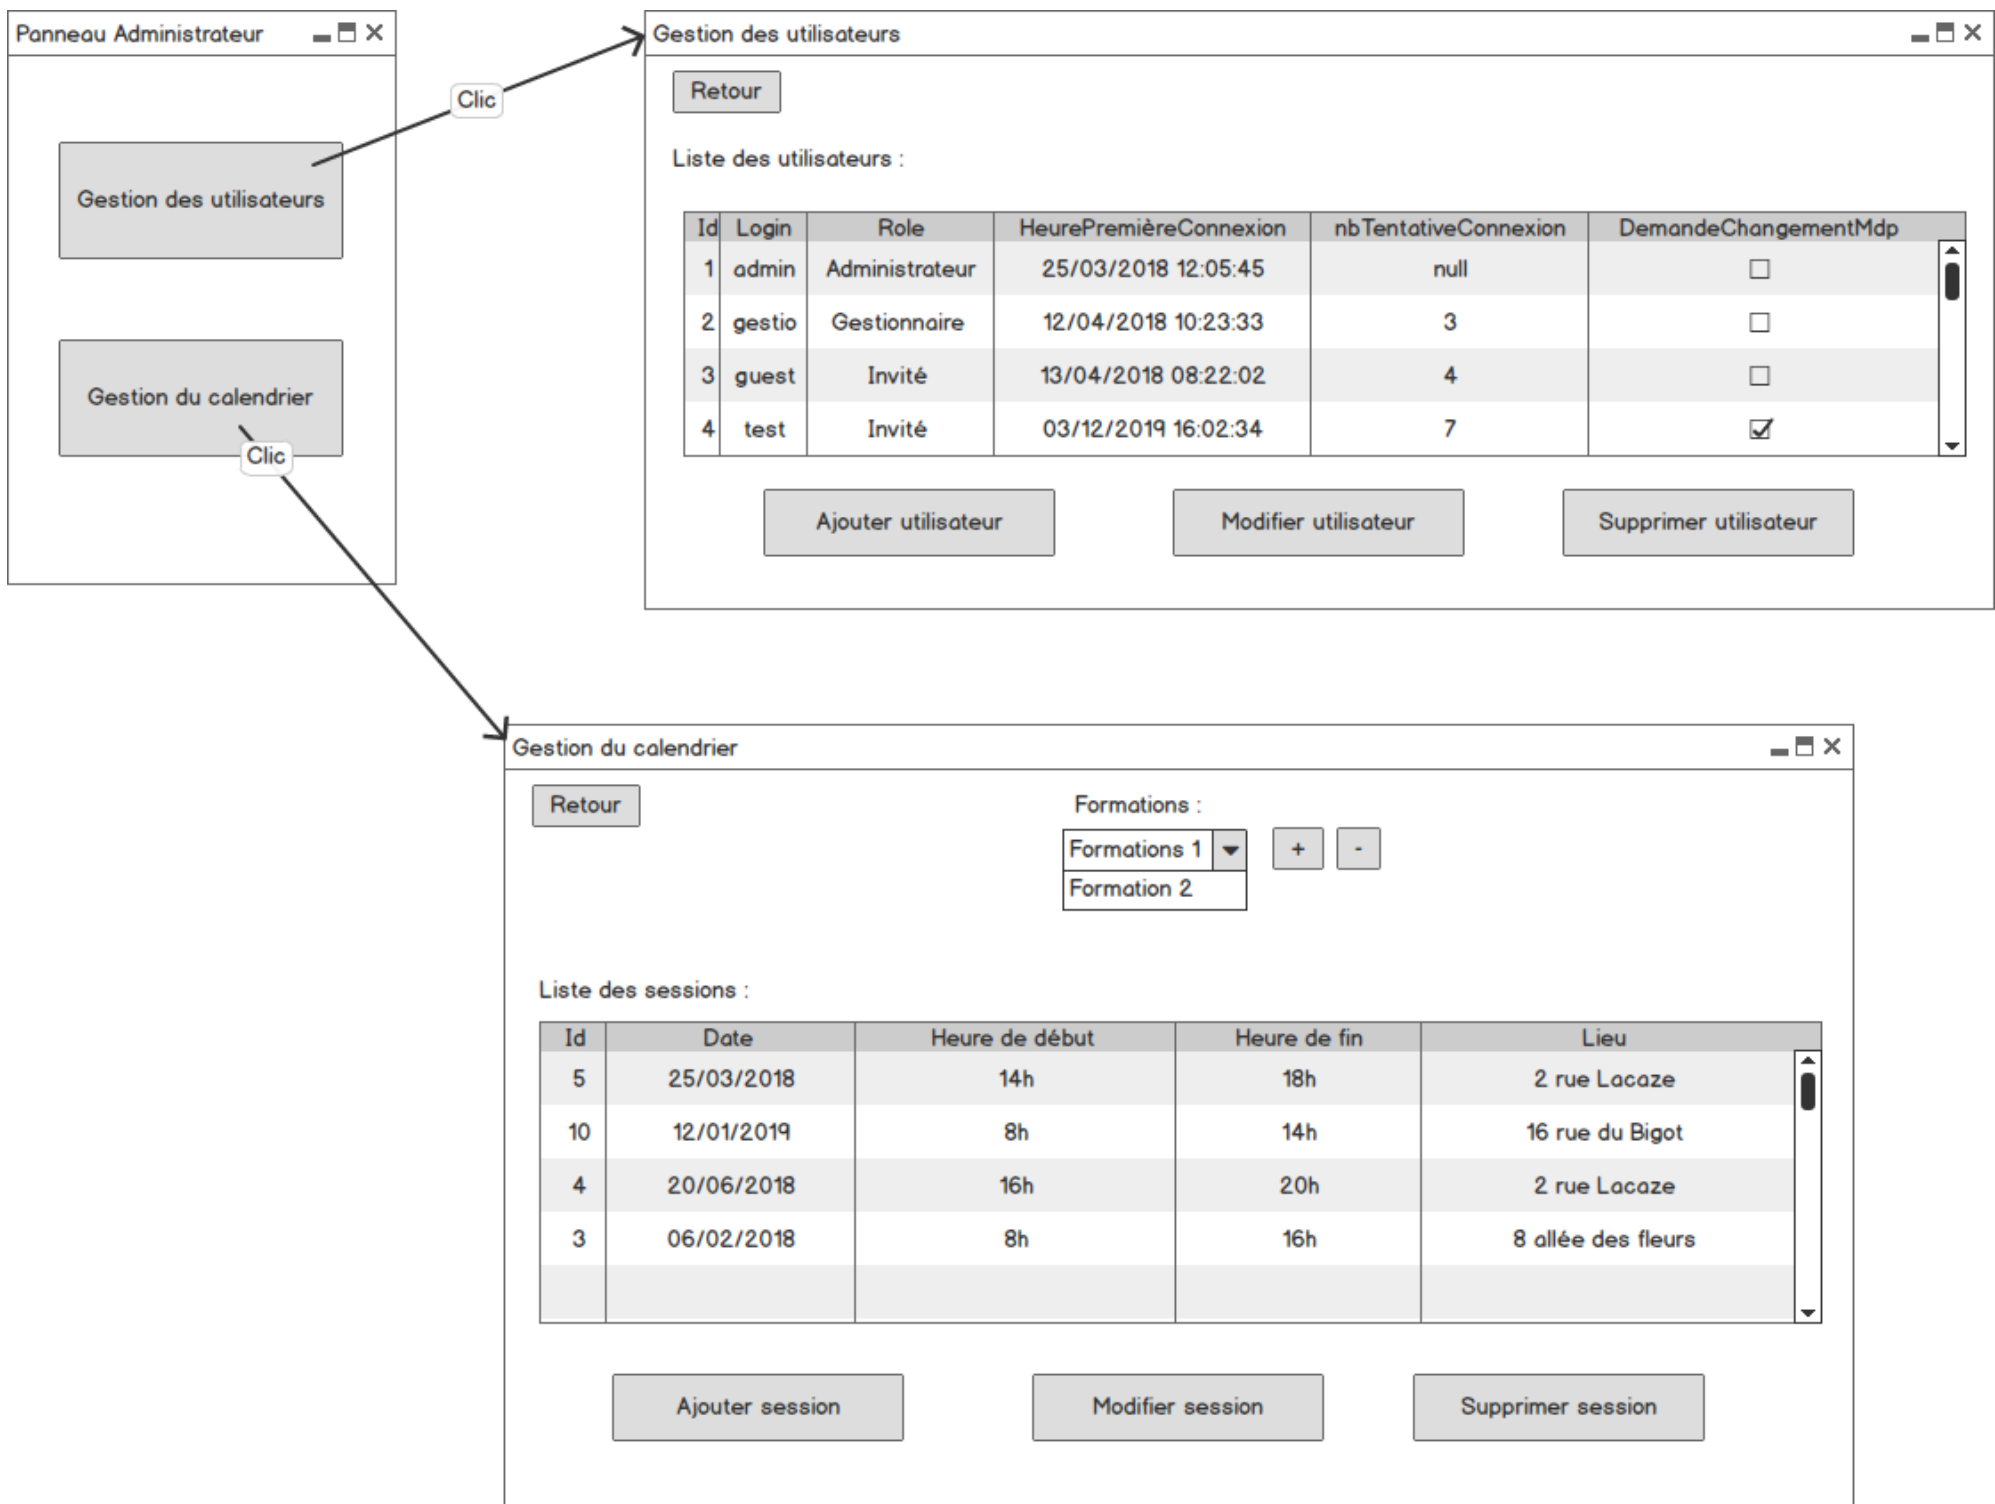 Panneau Administrateur
Gestion des utilisateurs
Clic
Gestion du calendrier
Clic
Gestion des utilisateurs
Retour
Liste des utilisateurs :
Id Login Role HeurePremièreConnexion nbTentativeConnexion DemandeChangementMdp
1 admin Administrateur 25/03/2018 12:05:45 null
2 gestio Gestionnaire 12/04/2018 10:23:33 3
3 guest Invité 13/04/2018 08:22:02 4
4 test Invité 03/12/2019 16:02:34 7
Ajouter utilisateur Modifier utilisateur Supprimer utilisateur
Gestion du calendrier
Retour
Formations :
Formations 1 + -
Formation 2
Liste des sessions :
Id Date Heure de début Heure de fin Lieu
5 25/03/2018 14h 18h 2 rue Lacaze
10 12/01/2019 8h 14h 16 rue du Bigot
4 20/06/2018 16h 20h 2 rue Lacaze
3 06/02/2018 8h 16h 8 allée des fleurs
Ajouter session Modifier session Supprimer session